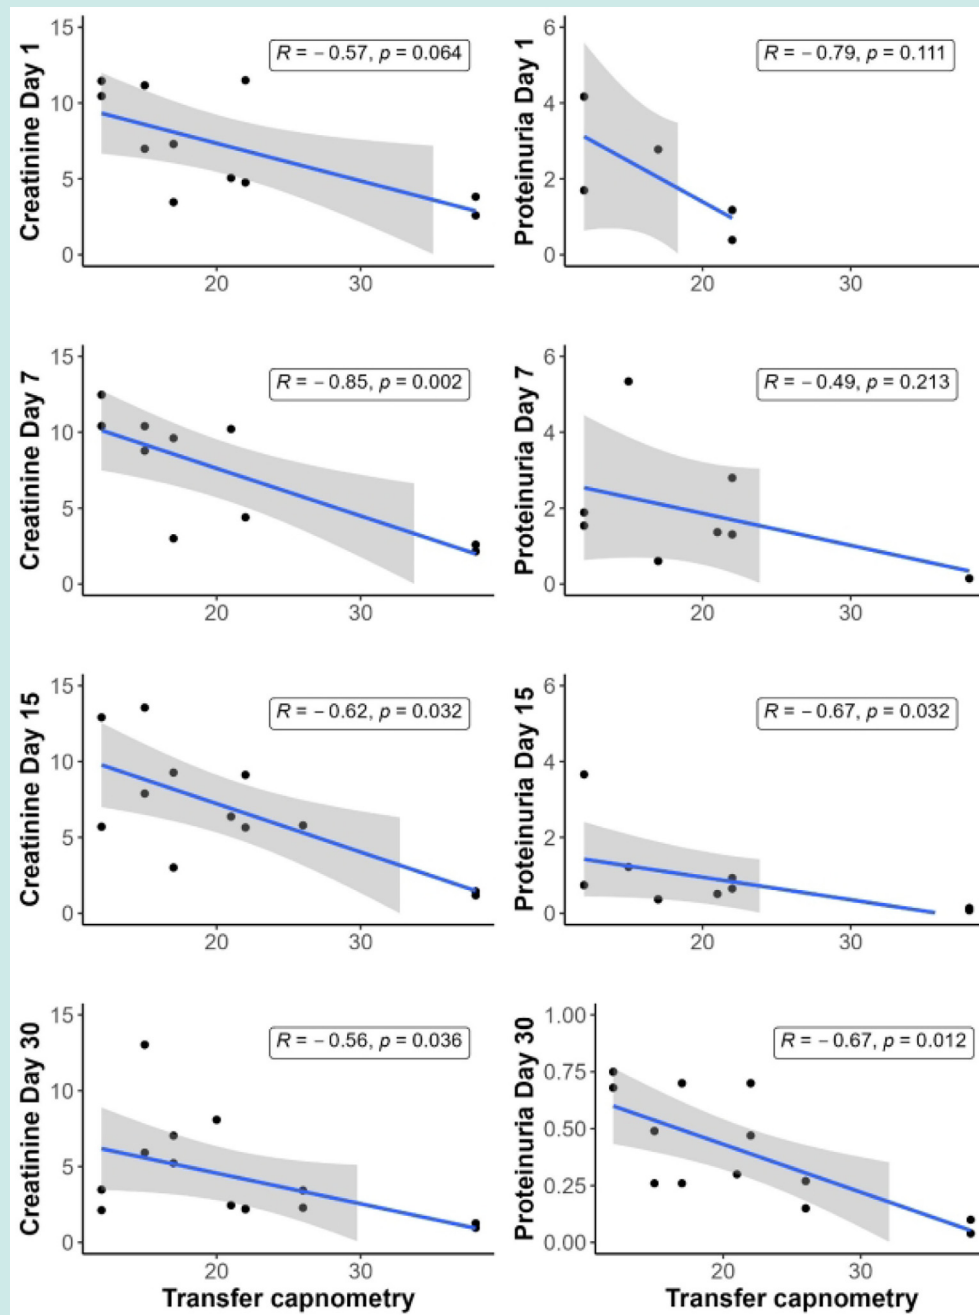 Creatinine Day 1
15
10
5
0
R = − 0.57, p = 0.064
20
30
Proteinuria Day 1
6
4
2
0
R = − 0.79, p = 0.111
20
30
Creatinine Day 7
15
10
5
0
R = − 0.85, p = 0.002
20
30
Proteinuria Day 7
6
4
2
0
R = − 0.49, p = 0.213
20
30
Creatinine Day 15
15
10
5
0
R = − 0.62, p = 0.032
20
30
Proteinuria Day 15
6
4
2
0
R = − 0.67, p = 0.032
20
30
Creatinine Day 30
15
10
5
0
R = − 0.56, p = 0.036
20
30
Transfer capnometry
Proteinuria Day 30
1.00
0.75
0.50
0.25
0.00
R = − 0.67, p = 0.012
20
30
Transfer capnometry